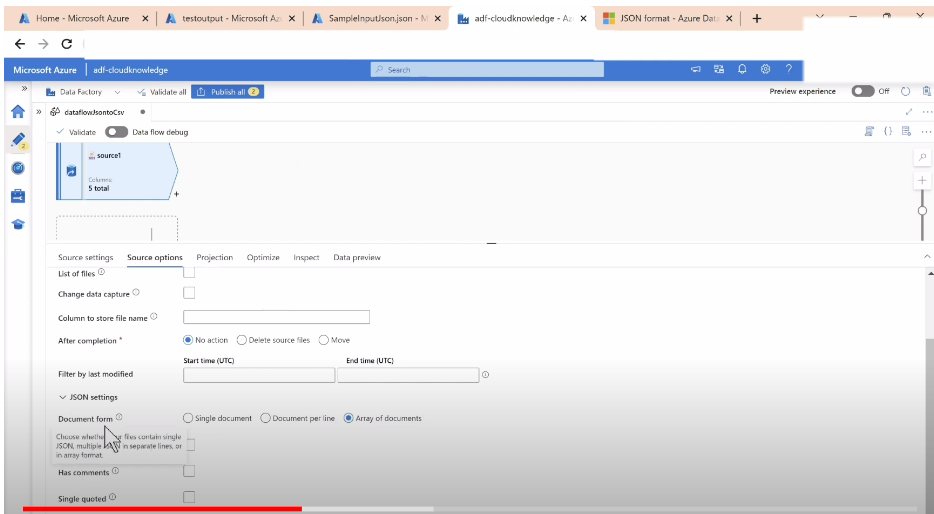 Home - Microsoft Azure
testoutput - Microsoft Az
SampleInputJson.json - M
adf-cloudknowledge - Az
JSON format - Azure Data
Microsoft Azure adf-cloudknowledge Search
Data Factory Validate all Publish all 2 Preview experience Off
dataflowJsontoCsv
Validate Data flow debug
2
source1
Columns:
5 total
Source settings Source options Projection Optimize Inspect Data preview
List of files
Change data capture
Column to store file name
After completion * No action Delete source files Move
Start time (UTC) End time (UTC)
Filter by last modified
JSON settings
Document form Single document Document per line Array of documents
Choose whether files contain single
JSON, multiple in separate lines, or
in array format.
Has comments
Single quoted